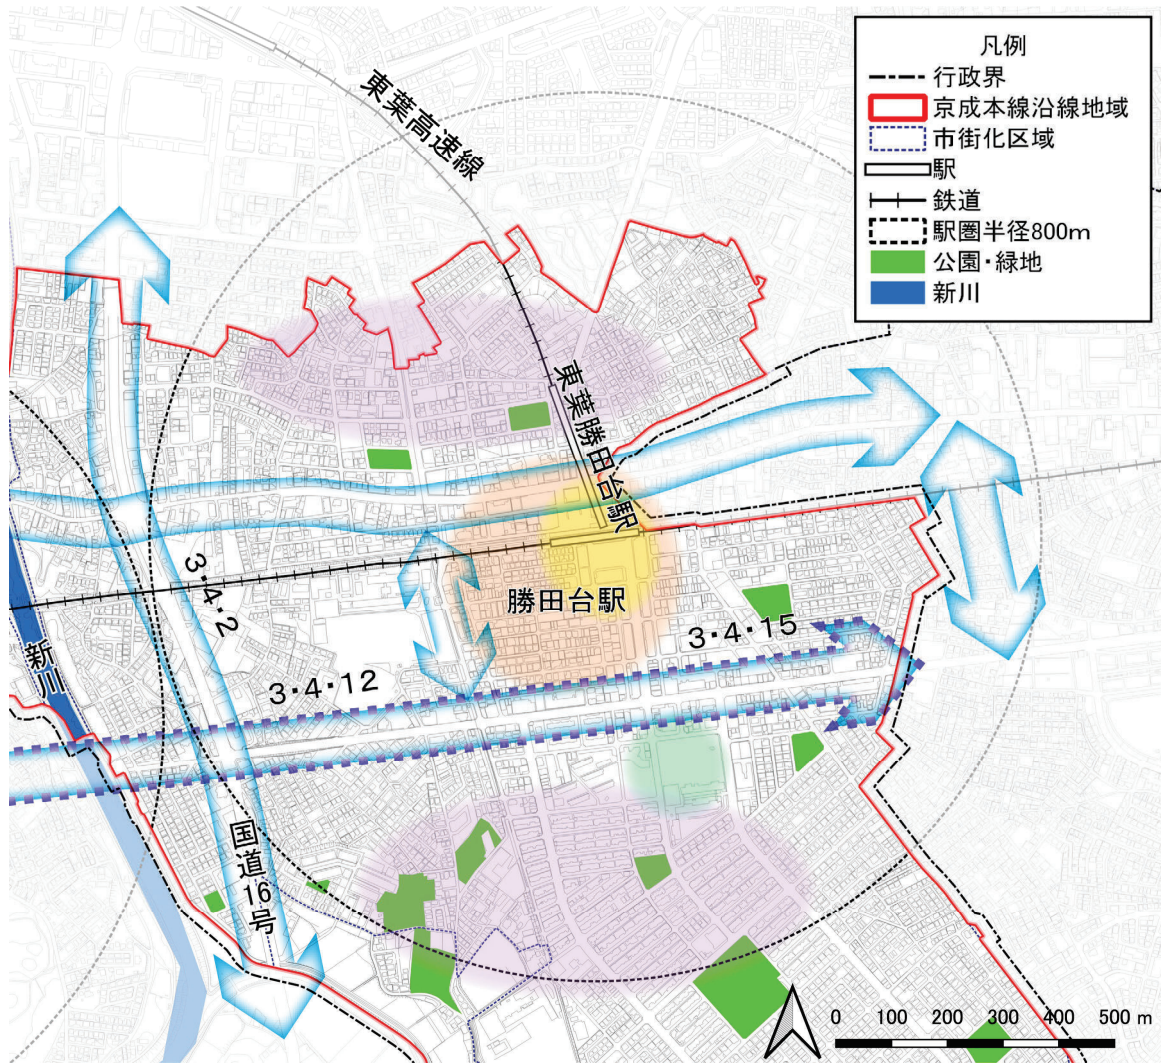 凡例
行政界
京成本線沿線地域
市街化区域
駅
鉄道
駅圏半径800m
公園・緑地
新川
東葉高速線
東葉勝田台駅
勝田台駅
3・4・2
3・4・15
3・4・12
新川
国道16号
0 100 200 300 400 500 m